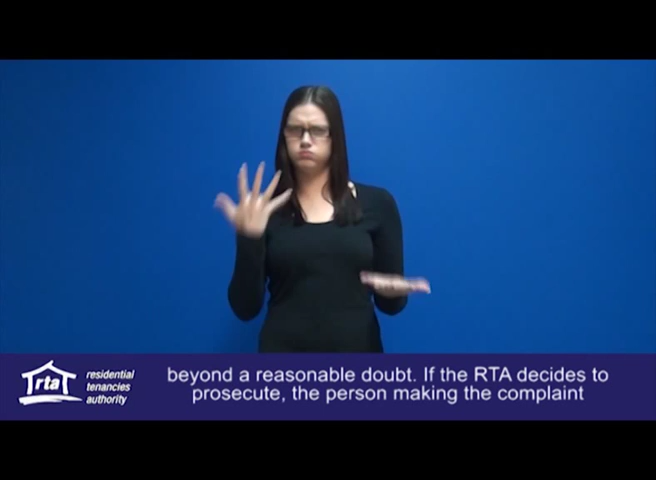 rta
residential
tenancies
authority
beyond a reasonable doubt. If the RTA decides to
prosecute, the person making the complaint